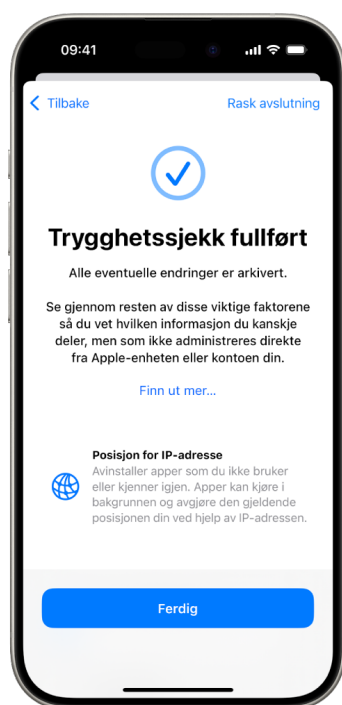 09:41
Tilbake
Rask avslutning
Trygghetssjekk fullført
Alle eventuelle endringer er arkivert.
Se gjennom resten av disse viktige faktorene
så du vet hvilken informasjon du kanskje
deler, men som ikke administreres direkte
fra Apple-enheten eller kontoen din.
Finn ut mer...
Posisjon for IP-adresse
Avinstaller apper som du ikke bruker
eller kjenner igjen. Apper kan kjøre i
bakgrunnen og avgjøre den gjeldende
posisjonen din ved hjelp av IP-adressen.
Ferdig